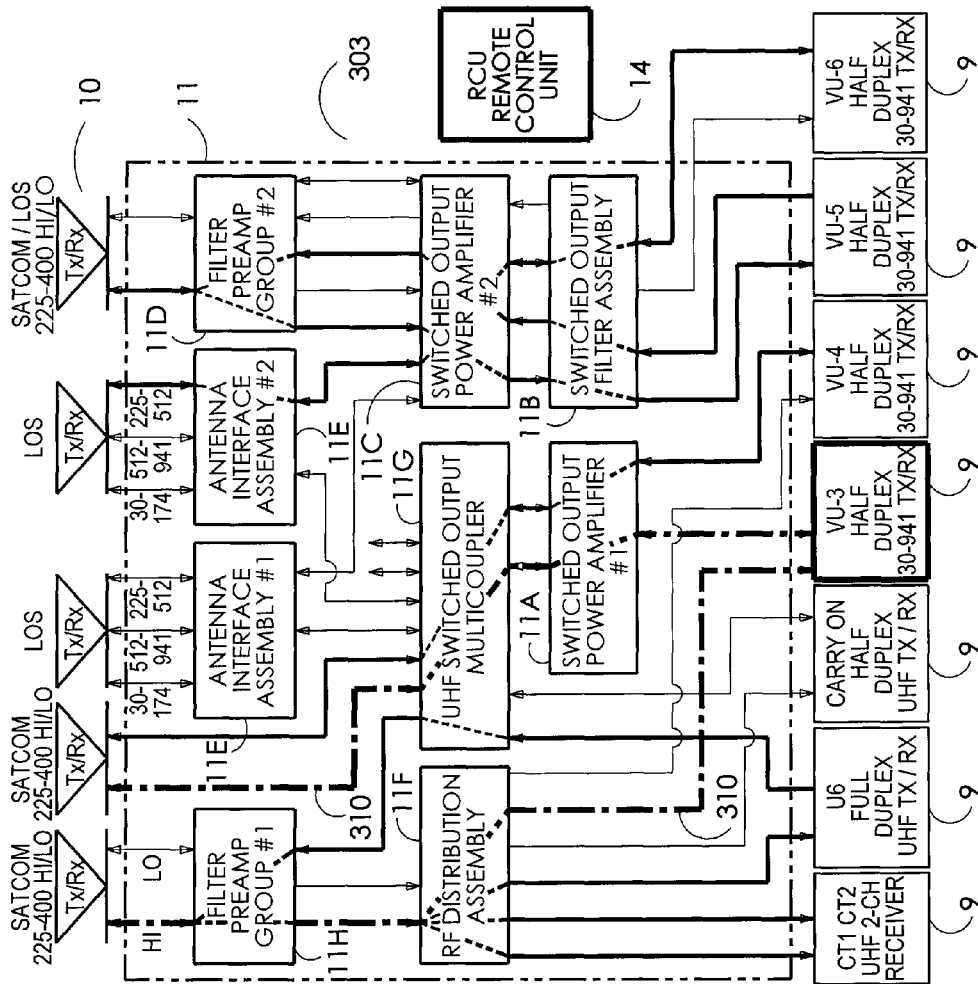 SATCOM
225-400 HI/LO
Tx/Rx
SATCOM
225-400 HI/LO
Tx/Rx
LOS
Tx/Rx
LOS
Tx/Rx
SATCOM / LOS
225-400 HI/LO
Tx/Rx
10
11
303
HI
LO
30-
174
512-
941
225-
512
30-
174
512-
941
225-
512
FILTER
PREAMP
GROUP #1
11H
ANTENNA
INTERFACE
ASSEMBLY #1
11E
ANTENNA
INTERFACE
ASSEMBLY #2
11E
FILTER
PREAMP
GROUP #2
11D
310
11F
11G
11C
RF DISTRIBUTION
ASSEMBLY
UHF SWITCHED OUTPUT
MULTICOUPLER
SWITCHED OUTPUT
POWER AMPLIFIER
#2
RCU
REMOTE
CONTROL
UNIT
14
SWITCHED OUTPUT
POWER AMPLIFIER
#1
11A
SWITCHED OUTPUT
FILTER ASSEMBLY
11B
310
CT1 CT2
UHF 2-CH
RECEIVER
9
U6
FULL
DUPLEX
UHF TX / RX
9
CARRY ON
HALF
DUPLEX
UHF TX / RX
9
VU-3
HALF
DUPLEX
30-941 TX/RX
9
VU-4
HALF
DUPLEX
30-941 TX/RX
9
VU-5
HALF
DUPLEX
30-941 TX/RX
9
VU-6
HALF
DUPLEX
30-941 TX/RX
9